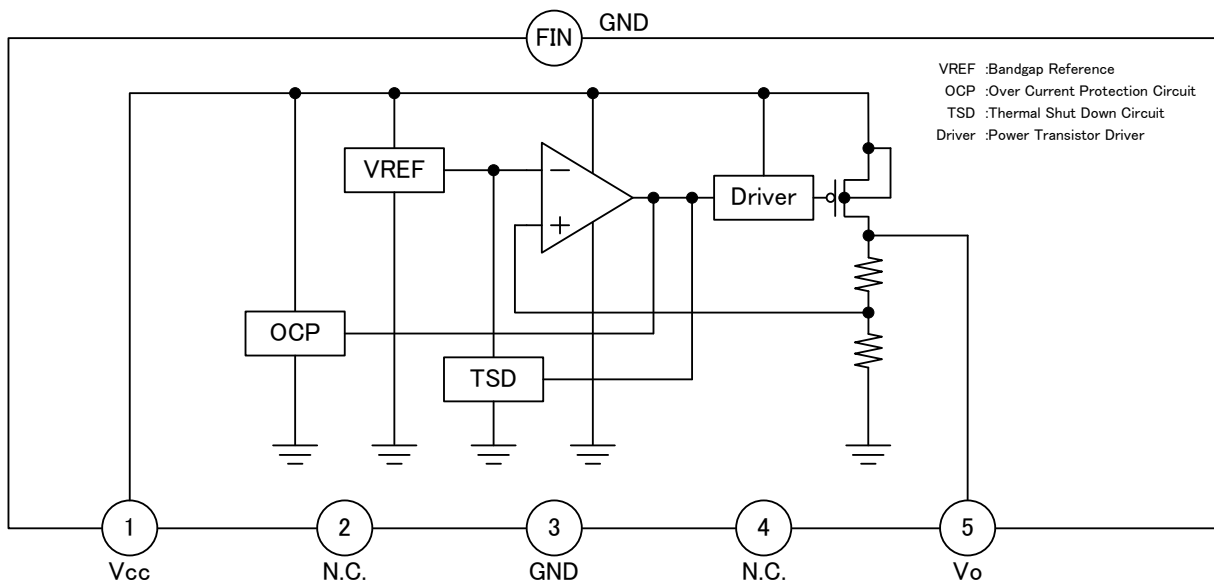 FIN GND
VREF :Bandgap Reference
OCP :Over Current Protection Circuit
TSD :Thermal Shut Down Circuit
Driver :Power Transistor Driver
VREF
−
+
Driver
OCP
TSD
1 2 3 4 5
Vcc N.C. GND N.C. Vo